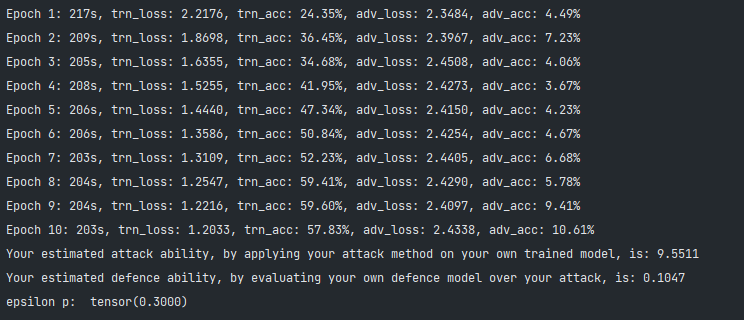 Epoch 1: 217s, trn_loss: 2.2176, trn_acc: 24.35%, adv_loss: 2.3484, adv_acc: 4.49%
Epoch 2: 209s, trn_loss: 1.8698, trn_acc: 36.45%, adv_loss: 2.3967, adv_acc: 7.23%
Epoch 3: 205s, trn_loss: 1.6355, trn_acc: 34.68%, adv_loss: 2.4508, adv_acc: 4.06%
Epoch 4: 208s, trn_loss: 1.5255, trn_acc: 41.95%, adv_loss: 2.4273, adv_acc: 3.67%
Epoch 5: 206s, trn_loss: 1.4440, trn_acc: 47.34%, adv_loss: 2.4150, adv_acc: 4.23%
Epoch 6: 206s, trn_loss: 1.3586, trn_acc: 50.84%, adv_loss: 2.4254, adv_acc: 4.67%
Epoch 7: 203s, trn_loss: 1.3109, trn_acc: 52.23%, adv_loss: 2.4405, adv_acc: 6.68%
Epoch 8: 204s, trn_loss: 1.2547, trn_acc: 59.41%, adv_loss: 2.4290, adv_acc: 5.78%
Epoch 9: 204s, trn_loss: 1.2216, trn_acc: 59.60%, adv_loss: 2.4097, adv_acc: 9.41%
Epoch 10: 203s, trn_loss: 1.2033, trn_acc: 57.83%, adv_loss: 2.4338, adv_acc: 10.61%
Your estimated attack ability, by applying your attack method on your own trained model, is: 9.5511
Your estimated defence ability, by evaluating your own defence model over your attack, is: 0.1047
epsilon p:  tensor(0.3000)